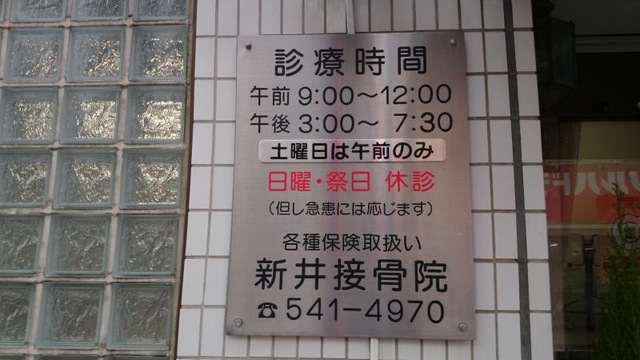 診療時間
午前 9:00〜12:00
午後 3:00〜 7:30
土曜日は午前のみ
日曜・祭日 休診
(但し急患には応じます)
各種保険取扱い
新井接骨院
☎541-4970